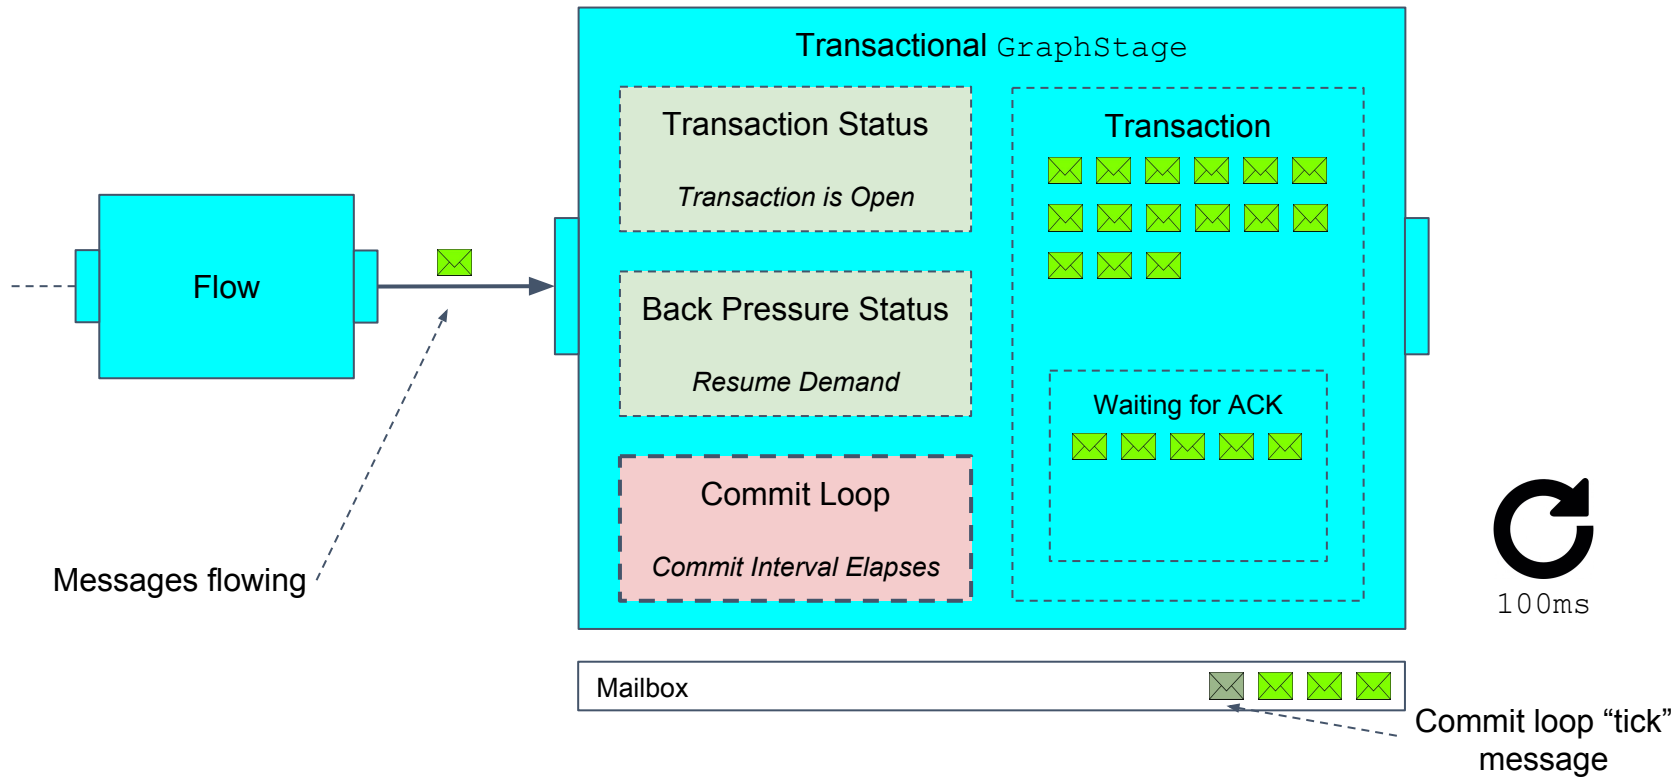 Transactional GraphStage
Transaction Status
Transaction is Open
Transaction
Flow
Back Pressure Status
Resume Demand
Waiting for ACK
Commit Loop
Commit Interval Elapses
Messages flowing
100ms
Mailbox
Commit loop “tick”
message